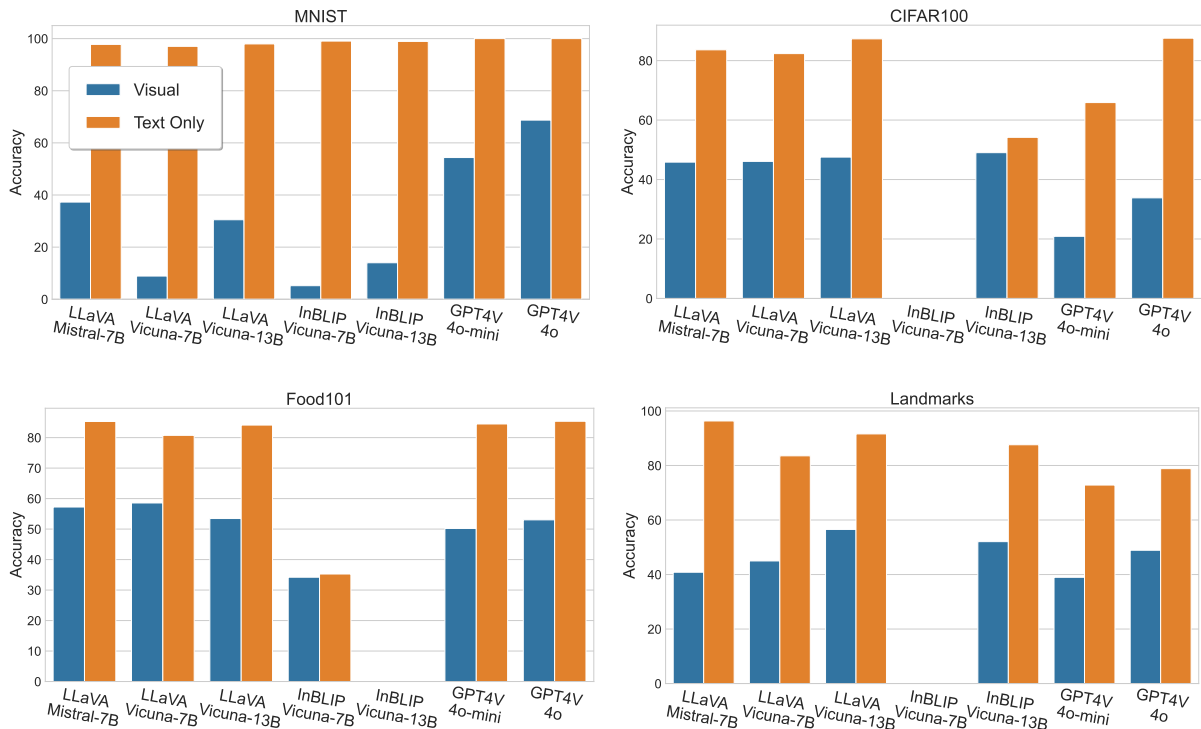 MNIST
Accuracy
100
80
60
40
20
0
Visual
Text Only
LLaVA
Mistral-7B
LLaVA
Vicuna-7B
LLaVA
Vicuna-13B
InBLIP
Vicuna-7B
InBLIP
Vicuna-13B
GPT4V
4o-mini
GPT4V
4o
CIFAR100
Accuracy
80
60
40
20
0
LLaVA
Mistral-7B
LLaVA
Vicuna-7B
LLaVA
Vicuna-13B
InBLIP
Vicuna-7B
InBLIP
Vicuna-13B
GPT4V
4o-mini
GPT4V
4o
Food101
Accuracy
80
70
60
50
40
30
20
10
0
LLaVA
Mistral-7B
LLaVA
Vicuna-7B
LLaVA
Vicuna-13B
InBLIP
Vicuna-7B
InBLIP
Vicuna-13B
GPT4V
4o-mini
GPT4V
4o
Landmarks
Accuracy
100
80
60
40
20
0
LLaVA
Mistral-7B
LLaVA
Vicuna-7B
LLaVA
Vicuna-13B
InBLIP
Vicuna-7B
InBLIP
Vicuna-13B
GPT4V
4o-mini
GPT4V
4o